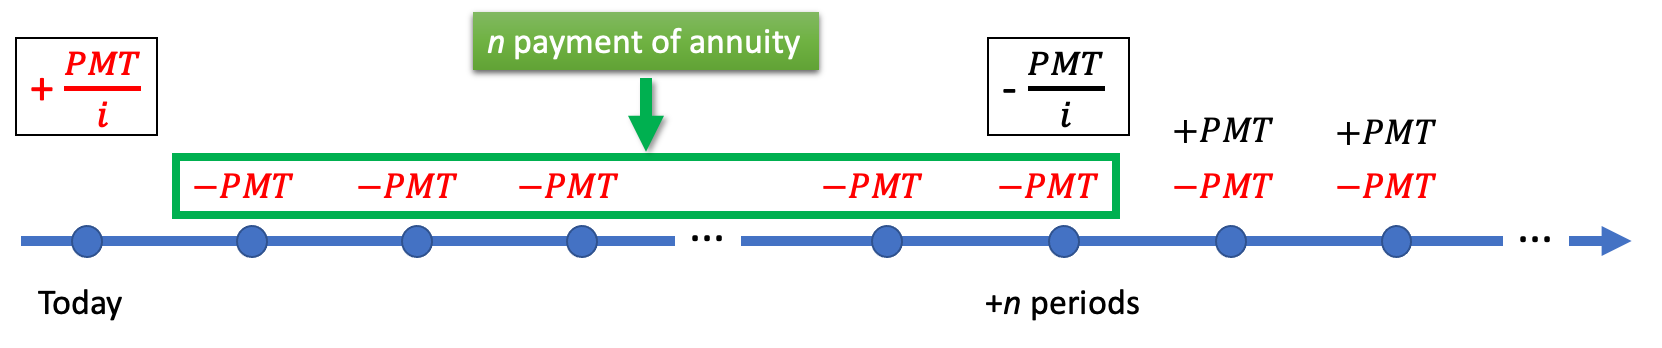 n payment of annuity
+ PMT/i
- PMT/i
+PMT +PMT
−PMT −PMT −PMT −PMT −PMT −PMT −PMT
... ...
Today +n periods